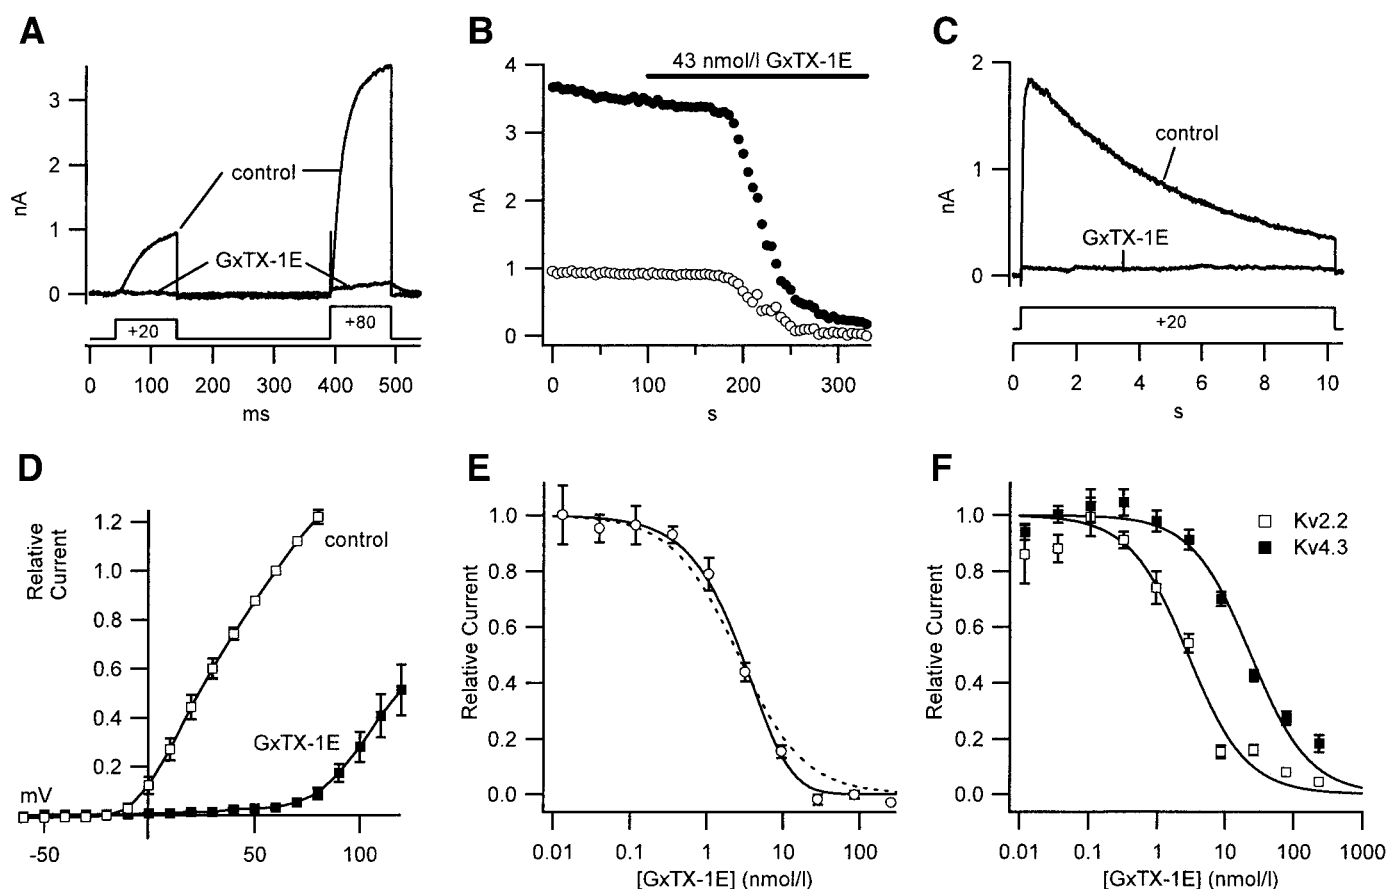 A
nA
3
2
1
0
control
GxTX-1E
+20
+80
0
100
200
300
400
500
ms
B
43 nmol/l GxTX-1E
nA
4
3
2
1
0
0
100
200
300
s
C
nA
2
1
0
control
GxTX-1E
+20
0
2
4
6
8
10
s
D
Relative
Current
1.2
1.0
0.8
0.6
0.4
0.2
control
GxTX-1E
mV
-50
50
100
E
Relative Current
1.0
0.8
0.6
0.4
0.2
0.0
0.01
0.1
1
10
100
[GxTX-1E] (nmol/l)
F
Relative Current
1.0
0.8
0.6
0.4
0.2
0.0
Kv2.2
Kv4.3
0.01
0.1
1
10
100
1000
[GxTX-1E] (nmol/l)